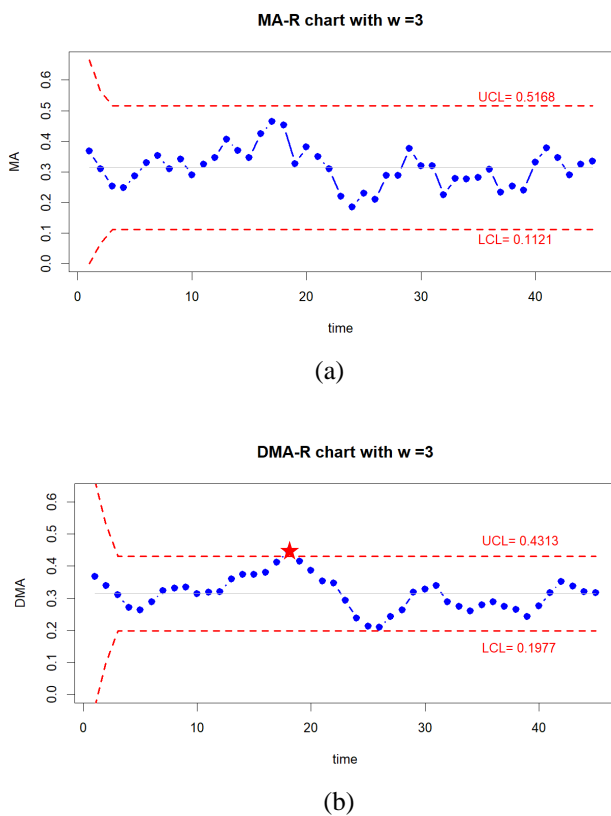 MA-R chart with w =3
0.6
0.5
0.4
0.3
0.2
0.1
0.0
MA
UCL= 0.5168
LCL= 0.1121
0 10 20 30 40
time
(a)
DMA-R chart with w =3
0.6
0.5
0.4
0.3
0.2
0.1
0.0
DMA
UCL= 0.4313
LCL= 0.1977
0 10 20 30 40
time
(b)